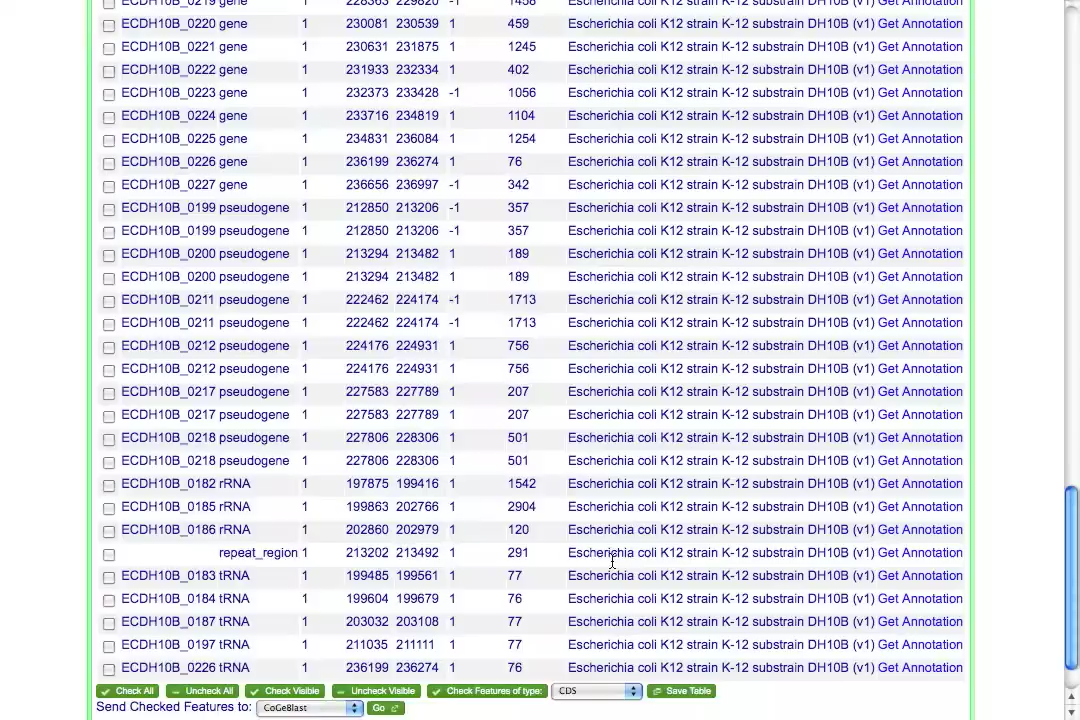 ECDH10B_0219 gene 1 228363 229820 -1 1458 Escherichia coli K12 strain K-12 substrain DH10B (v1) Get Annotation
ECDH10B_0220 gene 1 230081 230539 1 459 Escherichia coli K12 strain K-12 substrain DH10B (v1) Get Annotation
ECDH10B_0221 gene 1 230631 231875 1 1245 Escherichia coli K12 strain K-12 substrain DH10B (v1) Get Annotation
ECDH10B_0222 gene 1 231933 232334 1 402 Escherichia coli K12 strain K-12 substrain DH10B (v1) Get Annotation
ECDH10B_0223 gene 1 232373 233428 -1 1056 Escherichia coli K12 strain K-12 substrain DH10B (v1) Get Annotation
ECDH10B_0224 gene 1 233716 234819 1 1104 Escherichia coli K12 strain K-12 substrain DH10B (v1) Get Annotation
ECDH10B_0225 gene 1 234831 236084 1 1254 Escherichia coli K12 strain K-12 substrain DH10B (v1) Get Annotation
ECDH10B_0226 gene 1 236199 236274 1 76 Escherichia coli K12 strain K-12 substrain DH10B (v1) Get Annotation
ECDH10B_0227 gene 1 236656 236997 -1 342 Escherichia coli K12 strain K-12 substrain DH10B (v1) Get Annotation
ECDH10B_0199 pseudogene 1 212850 213206 -1 357 Escherichia coli K12 strain K-12 substrain DH10B (v1) Get Annotation
ECDH10B_0199 pseudogene 1 212850 213206 -1 357 Escherichia coli K12 strain K-12 substrain DH10B (v1) Get Annotation
ECDH10B_0200 pseudogene 1 213294 213482 1 189 Escherichia coli K12 strain K-12 substrain DH10B (v1) Get Annotation
ECDH10B_0200 pseudogene 1 213294 213482 1 189 Escherichia coli K12 strain K-12 substrain DH10B (v1) Get Annotation
ECDH10B_0211 pseudogene 1 222462 224174 -1 1713 Escherichia coli K12 strain K-12 substrain DH10B (v1) Get Annotation
ECDH10B_0211 pseudogene 1 222462 224174 -1 1713 Escherichia coli K12 strain K-12 substrain DH10B (v1) Get Annotation
ECDH10B_0212 pseudogene 1 224176 224931 1 756 Escherichia coli K12 strain K-12 substrain DH10B (v1) Get Annotation
ECDH10B_0212 pseudogene 1 224176 224931 1 756 Escherichia coli K12 strain K-12 substrain DH10B (v1) Get Annotation
ECDH10B_0217 pseudogene 1 227583 227789 1 207 Escherichia coli K12 strain K-12 substrain DH10B (v1) Get Annotation
ECDH10B_0217 pseudogene 1 227583 227789 1 207 Escherichia coli K12 strain K-12 substrain DH10B (v1) Get Annotation
ECDH10B_0218 pseudogene 1 227806 228306 1 501 Escherichia coli K12 strain K-12 substrain DH10B (v1) Get Annotation
ECDH10B_0218 pseudogene 1 227806 228306 1 501 Escherichia coli K12 strain K-12 substrain DH10B (v1) Get Annotation
ECDH10B_0182 rRNA 1 197875 199416 1 1542 Escherichia coli K12 strain K-12 substrain DH10B (v1) Get Annotation
ECDH10B_0185 rRNA 1 199863 202766 1 2904 Escherichia coli K12 strain K-12 substrain DH10B (v1) Get Annotation
ECDH10B_0186 rRNA 1 202860 202979 1 120 Escherichia coli K12 strain K-12 substrain DH10B (v1) Get Annotation
repeat_region 1 213202 213492 1 291 Escherichia coli K12 strain K-12 substrain DH10B (v1) Get Annotation
ECDH10B_0183 tRNA 1 199485 199561 1 77 Escherichia coli K12 strain K-12 substrain DH10B (v1) Get Annotation
ECDH10B_0184 tRNA 1 199604 199679 1 76 Escherichia coli K12 strain K-12 substrain DH10B (v1) Get Annotation
ECDH10B_0187 tRNA 1 203032 203108 1 77 Escherichia coli K12 strain K-12 substrain DH10B (v1) Get Annotation
ECDH10B_0197 tRNA 1 211035 211111 1 77 Escherichia coli K12 strain K-12 substrain DH10B (v1) Get Annotation
ECDH10B_0226 tRNA 1 236199 236274 1 76 Escherichia coli K12 strain K-12 substrain DH10B (v1) Get Annotation
Check All Uncheck All Check Visible Uncheck Visible Check Features of type: CDS Save Table
Send Checked Features to: CoGeBlast Go